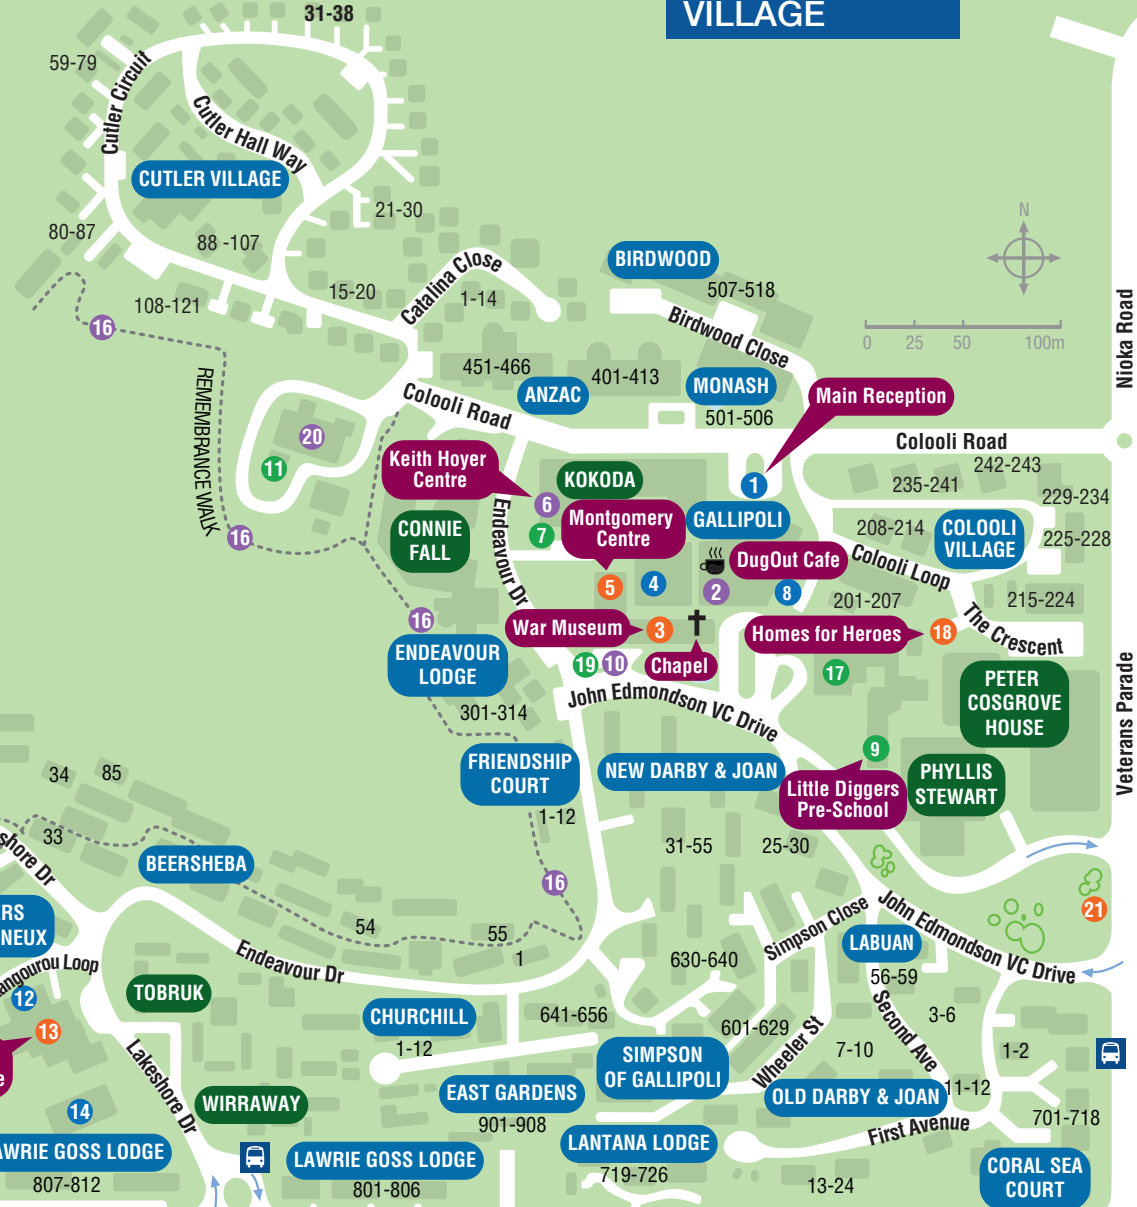 VILLAGE
31-38
59-79
Cutler Circuit
Cutler Hall Way
CUTLER VILLAGE
21-30
80-87
88 -107
N
BIRDWOOD
507-518
Catalina Close
1-14
15-20
108-121
16
Birdwood Close
0 25 50 100m
Nioka Road
451-466
401-413
ANZAC
MONASH
501-506
Main Reception
REMEMBRANCE WALK
Colooli Road
Colooli Road
20
11
Keith Hoyer
Centre
KOKODA
1
242-243
235-241
229-234
6
7
Montgomery
Centre
GALLIPOLI
208-214
COLOOLI
VILLAGE
225-228
16
CONNIE
FALL
Endeavour Dr
DugOut Cafe
Colooli Loop
5
4
2
8
201-207
215-224
16
War Museum
3
Homes for Heroes
18
The Crescent
ENDEAVOUR
LODGE
19
10
Chapel
17
PETER
COSGROVE
HOUSE
301-314
John Edmondson VC Drive
Veterans Parade
9
FRIENDSHIP
COURT
NEW DARBY & JOAN
Little Diggers
Pre-School
PHYLLIS
STEWART
34
85
1-12
33
shore Dr
31-55
25-30
BEERSHEBA
16
21
ERS
NEUX
54
55
1
Simpson Close
John Edmondson VC Drive
LABUAN
Endeavour Dr
angourou Loop
630-640
56-59
12
TOBRUK
CHURCHILL
641-656
601-629
Second Ave
3-6
13
1-12
Wheeler St
7-10
1-2
e
Lakeshore Dr
SIMPSON
OF GALLIPOLI
14
WIRRAWAY
EAST GARDENS
OLD DARBY & JOAN
11-12
901-908
701-718
AWRIE GOSS LODGE
LANTANA LODGE
First Avenue
LAWRIE GOSS LODGE
807-812
801-806
719-726
13-24
CORAL SEA
COURT